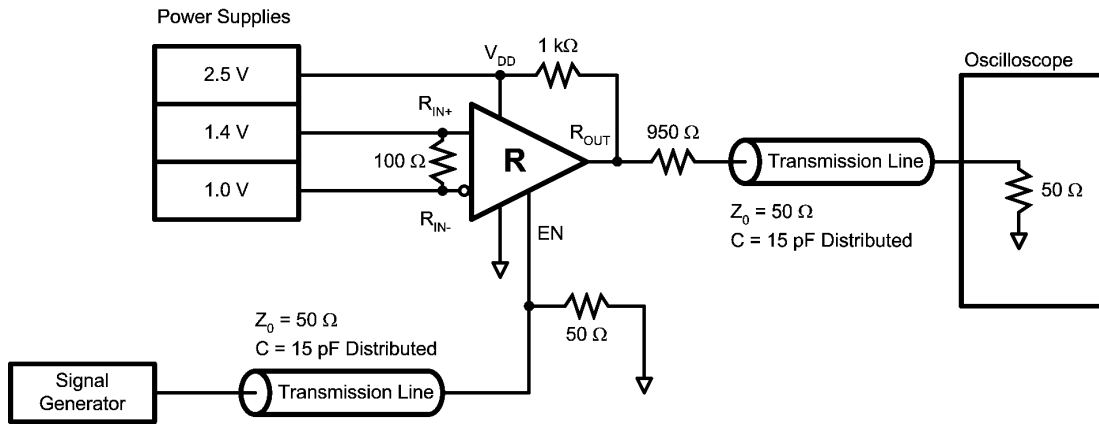 Power Supplies
2.5 V
1.4 V
1.0 V
V_DD
1 kΩ
R_IN+
100 Ω
R_IN-
R
R_OUT
EN
950 Ω
Transmission Line
Z_0 = 50 Ω
C = 15 pF Distributed
Oscilloscope
50 Ω
50 Ω
Z_0 = 50 Ω
C = 15 pF Distributed
Transmission Line
Signal
Generator